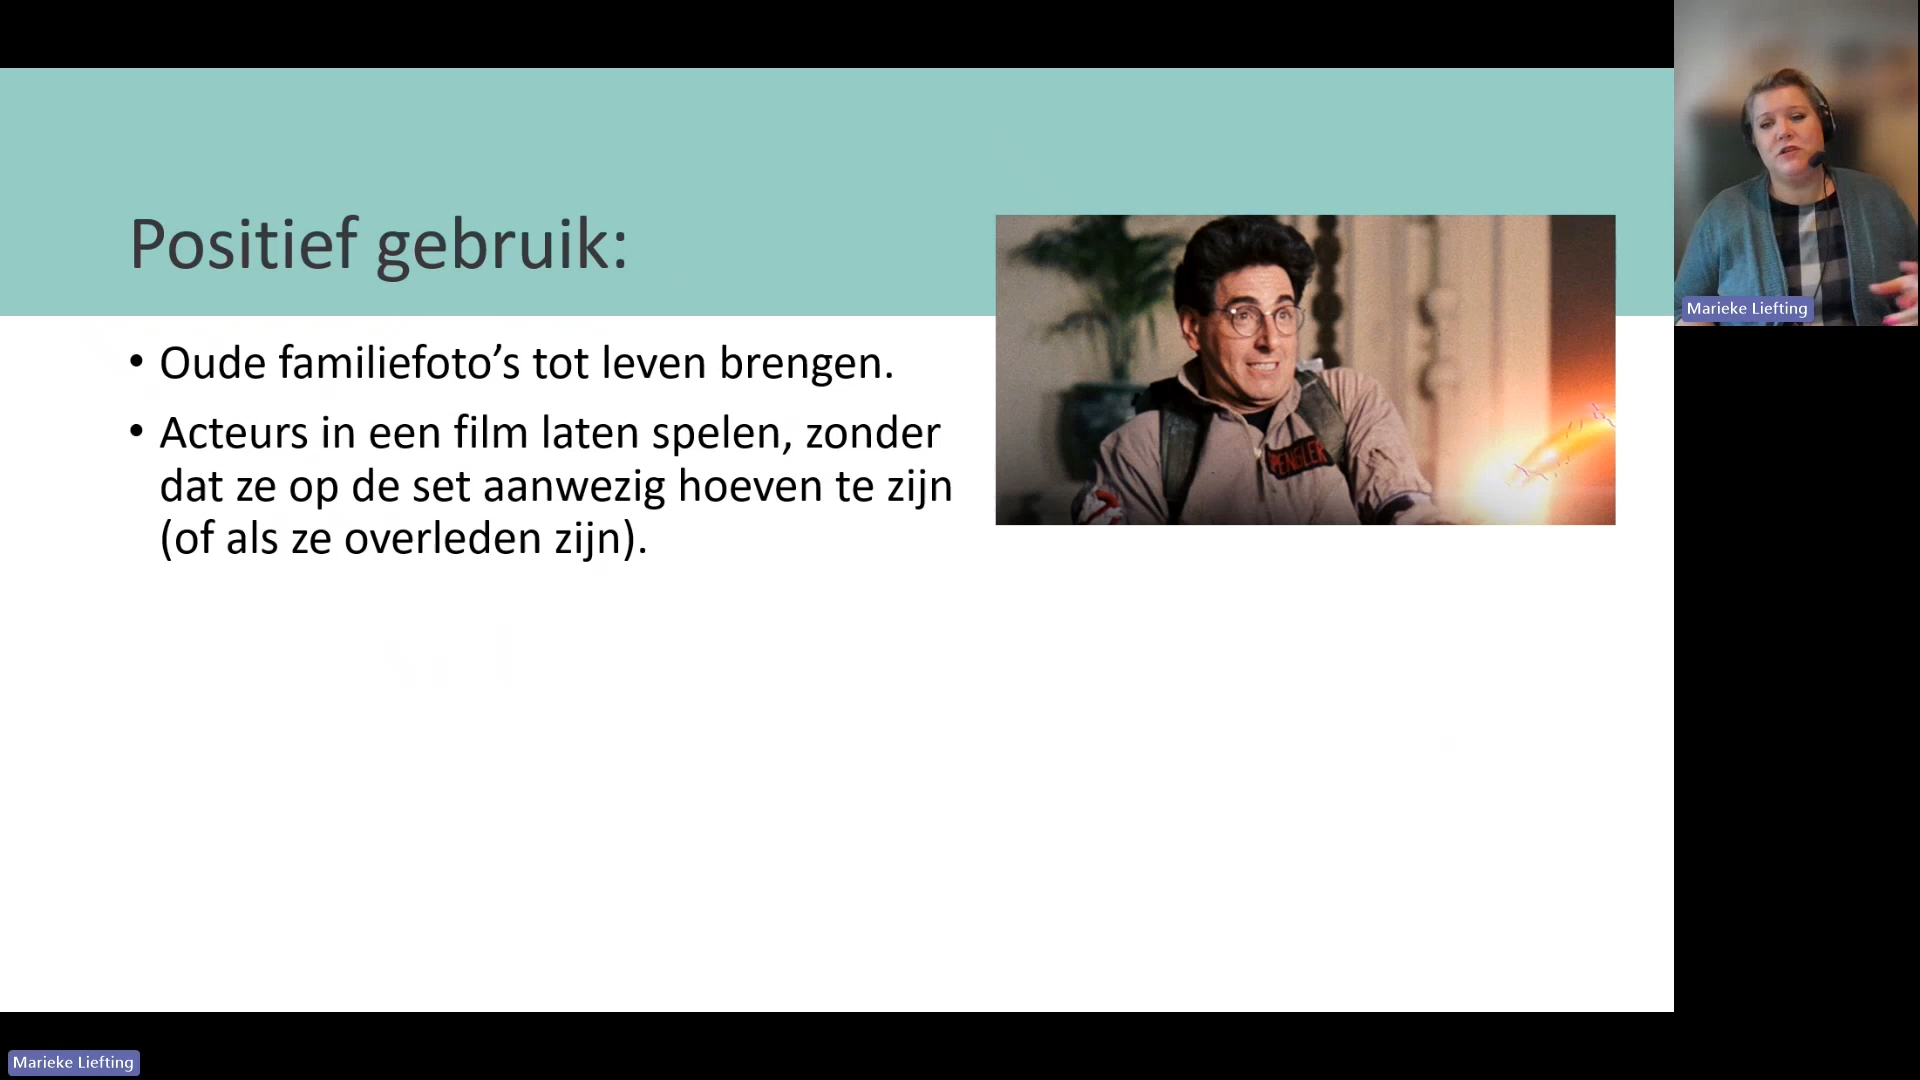 Positief gebruik:
• Oude familiefoto’s tot leven brengen.
• Acteurs in een film laten spelen, zonder
dat ze op de set aanwezig hoeven te zijn
(of als ze overleden zijn).
SPENGLER
Marieke Liefting
Marieke Liefting